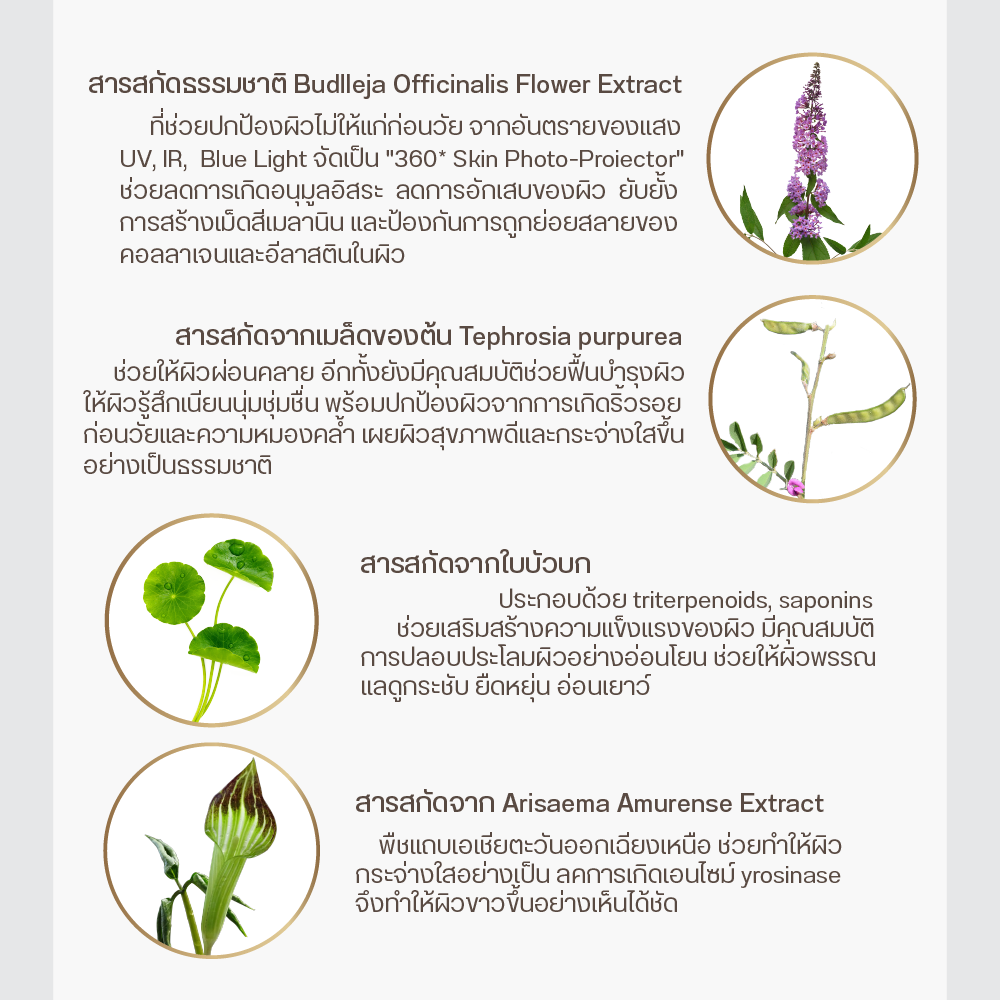 สารสกัดธรรมชาติ Budlleja Officinalis Flower Extract
ที่ช่วยปกป้องผิวไม่ให้แก่ก่อนวัย จากอันตรายของแสง
UV, IR, Blue Light จัดเป็น "360* Skin Photo-Proiector"
ช่วยลดการเกิดอนุมูลอิสระ ลดการอักเสบของผิว ยับยั้ง
การสร้างเม็ดสีเมลานิน และป้องกันการถูกย่อยสลายของ
คอลลาเจนและอีลาสตินในผิว
สารสกัดจากเมล็ดของต้น Tephrosia purpurea
ช่วยให้ผิวผ่อนคลาย อีกทั้งยังมีคุณสมบัติช่วยฟื้นบำรุงผิว
ให้ผิวรู้สึกเนียนนุ่มชุ่มชื่น พร้อมปกป้องผิวจากการเกิดริ้วรอย
ก่อนวัยและความหมองคล้ำ เผยผิวสุขภาพดีและกระจ่างใสขึ้น
อย่างเป็นธรรมชาติ
สารสกัดจากใบบัวบก
ประกอบด้วย triterpenoids, saponins
ช่วยเสริมสร้างความแข็งแรงของผิว มีคุณสมบัติ
การปลอบประโลมผิวอย่างอ่อนโยน ช่วยให้ผิวพรรณ
แลดูกระชับ ยืดหยุ่น อ่อนเยาว์
สารสกัดจาก Arisaema Amurense Extract
พืชแถบเอเชียตะวันออกเฉียงเหนือ ช่วยทำให้ผิว
กระจ่างใสอย่างเป็น ลคการเกิดเอนไซม์ yrosinase
จึงทำให้ผิวขาวขึ้นอย่างเห็นได้ชัด